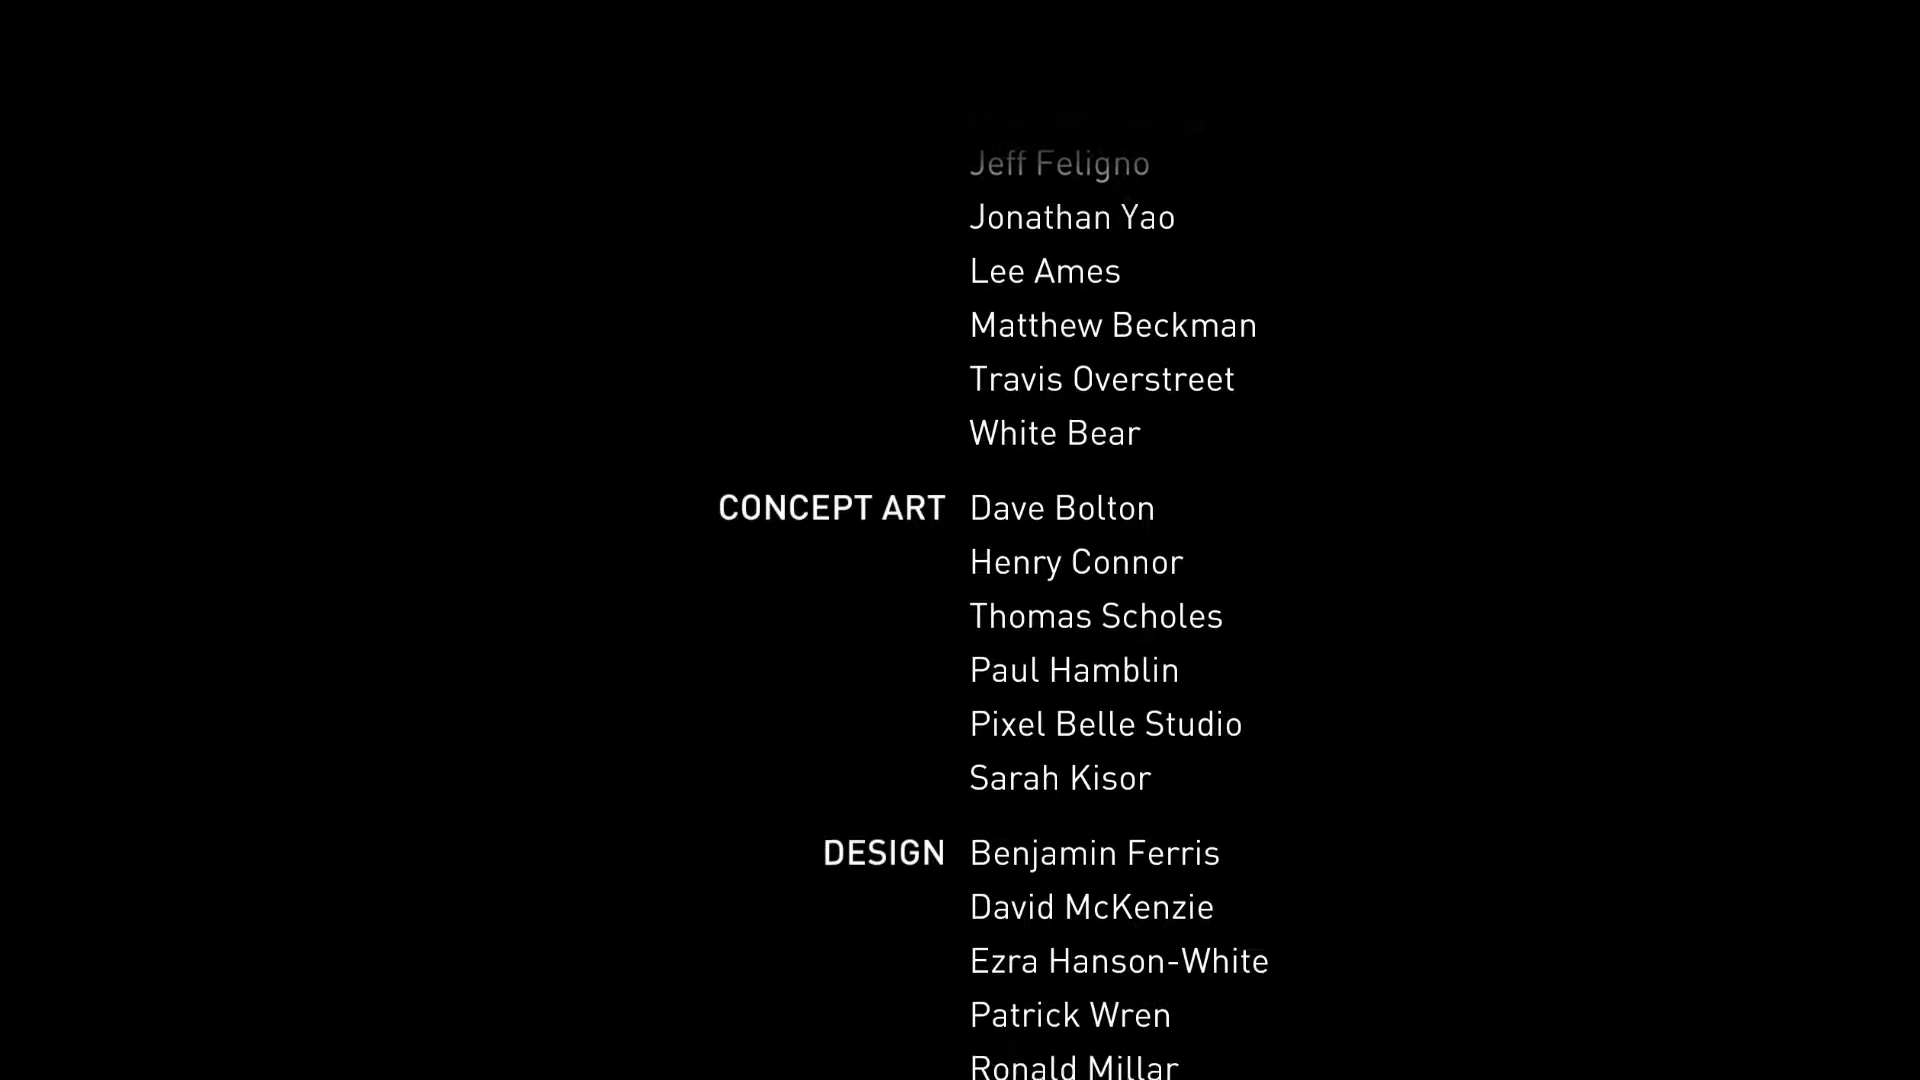 Jeff Feligno
Jonathan Yao
Lee Ames
Matthew Beckman
Travis Overstreet
White Bear
CONCEPT ART Dave Bolton
Henry Connor
Thomas Scholes
Paul Hamblin
Pixel Belle Studio
Sarah Kisor
DESIGN Benjamin Ferris
David McKenzie
Ezra Hanson-White
Patrick Wren
Ronald Millar